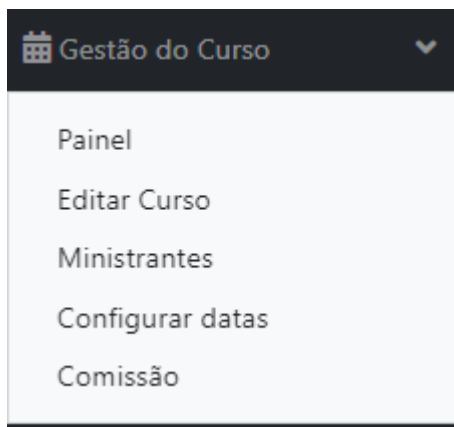 Gestão do Curso
Painel
Editar Curso
Ministrantes
Configurar datas
Comissão